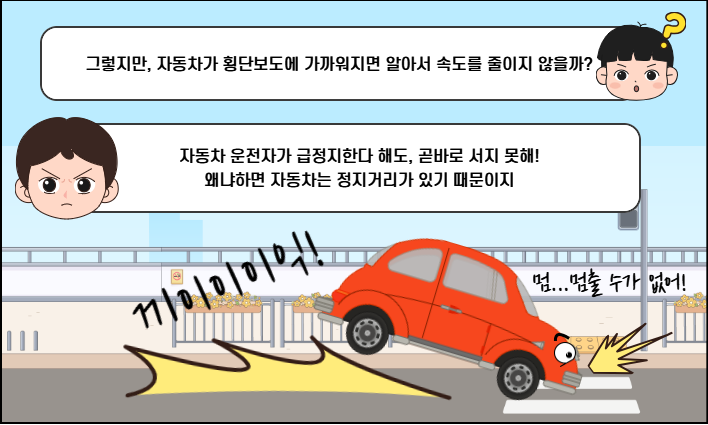 그렇지만, 자동차가 횡단보도에 가까워지면 알아서 속도를 줄이지 않을까?
자동차 운전자가 급정지한다 해도, 곧바로 서지 못해!
왜냐하면 자동차는 정지거리가 있기 때문이지
끼이이이익!
멈...멈출 수가 없어!